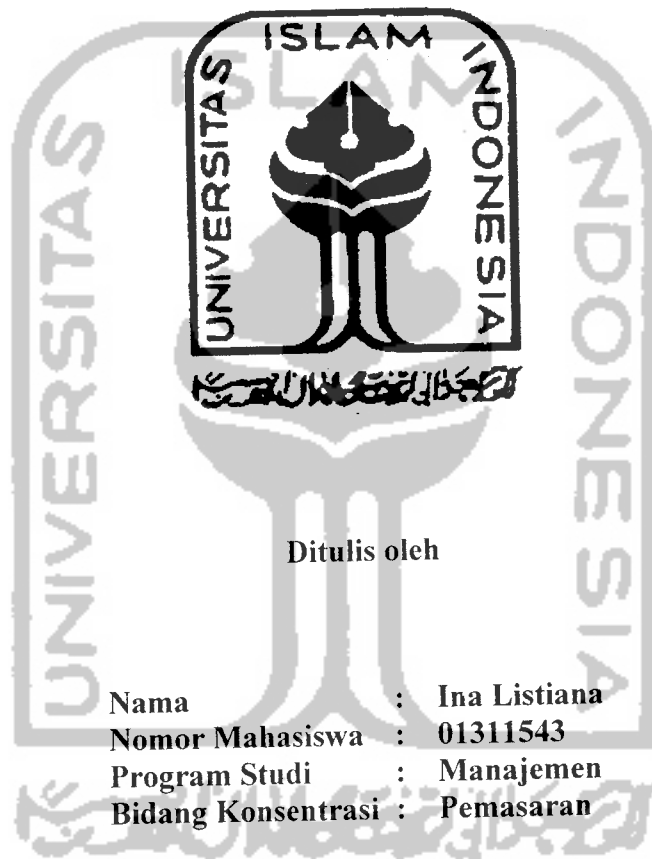 UNIVERSITAS ISLAM INDONESIA
Ditulis oleh
Nama : Ina Listiana
Nomor Mahasiswa : 01311543
Program Studi : Manajemen
Bidang Konsentrasi : Pemasaran